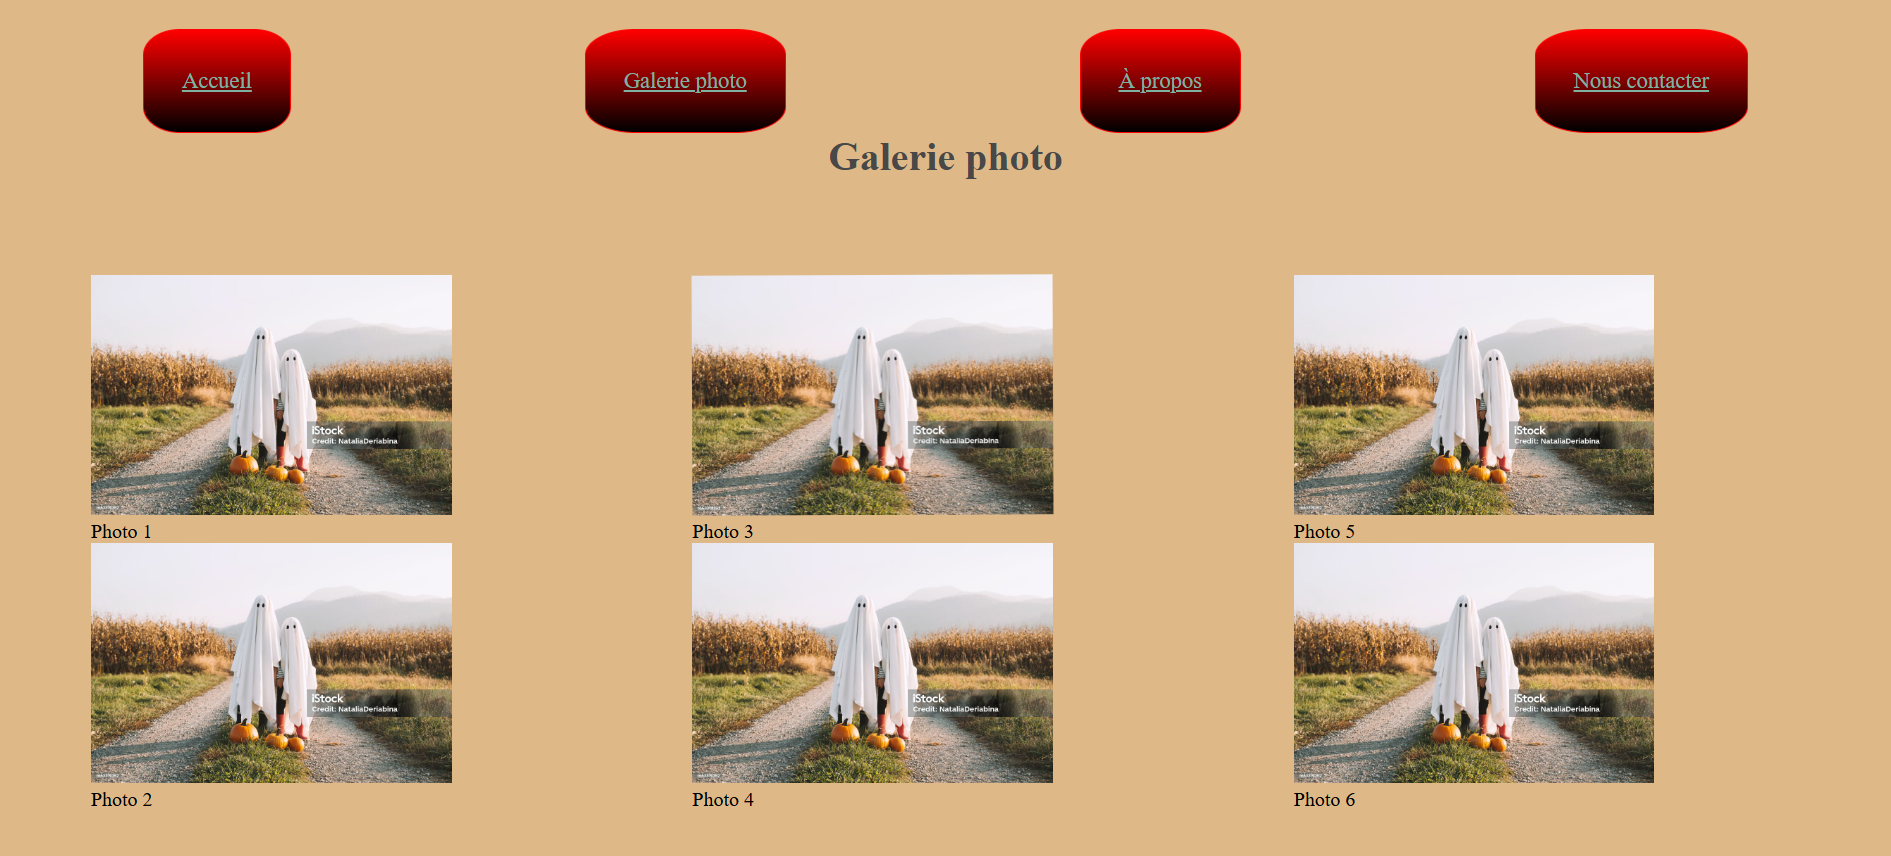 Accueil
Galerie photo
À propos
Nous contacter
Galerie photo
iStock
Credit: NataliaDeriabina
iStock
Credit: NataliaDeriabina
iStock
Credit: NataliaDeriabina
Photo 1
Photo 3
Photo 5
iStock
Credit: NataliaDeriabina
iStock
Credit: NataliaDeriabina
iStock
Credit: NataliaDeriabina
Photo 2
Photo 4
Photo 6